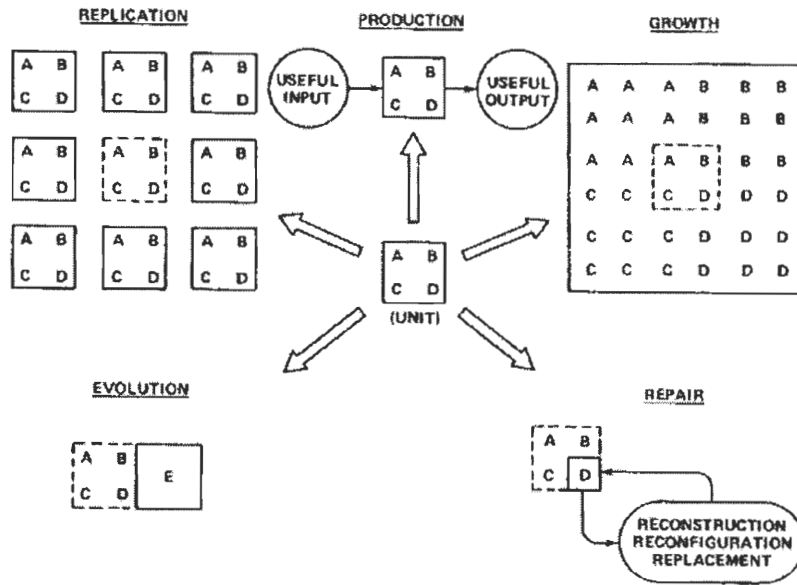 REPLICATION
A B A B A B
C D C D C D
A B A B A B
C D C D C D
A B A B A B
C D C D C D
PRODUCTION
USEFUL
INPUT
A B
C D
USEFUL
OUTPUT
GROWTH
A A A B B B
A A A B B B
A A A B B B
C C C D D D
C C C D D D
C C C D D D
A B
C D
(UNIT)
EVOLUTION
A B
C D
E
REPAIR
A B
C D
RECONSTRUCTION
RECONFIGURATION
REPLACEMENT